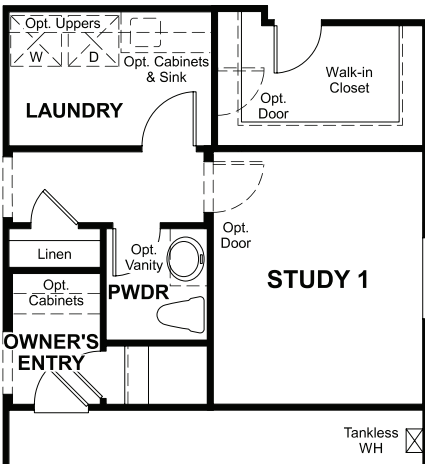 Opt. Uppers
W
D
Opt. Cabinets
& Sink
LAUNDRY
Walk-in
Closet
Opt.
Door
Opt.
Door
Linen
Opt.
Vanity
PWDR
Opt.
Cabinets
STUDY 1
OWNER'S
ENTRY
Tankless
WH